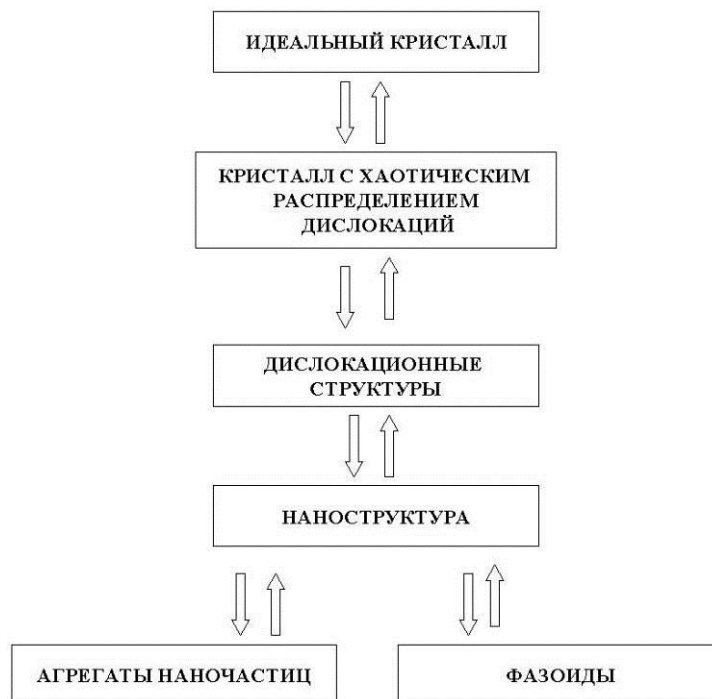 ИДЕАЛЬНЫЙ КРИСТАЛЛ
КРИСТАЛЛ С ХАОТИЧЕСКИМ
РАСПРЕДЕЛЕНИЕМ
ДИСЛОКАЦИЙ
ДИСЛОКАЦИОННЫЕ
СТРУКТУРЫ
НАНОСТРУКТУРА
АГРЕГАТЫ НАНОЧАСТИЦ
ФАЗОИДЫ